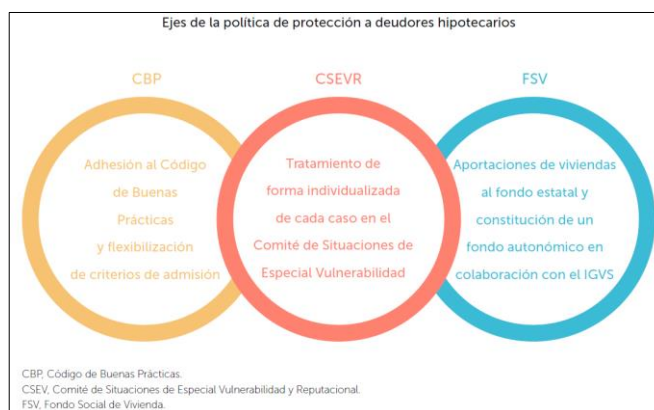 Ejes de la política de protección a deudores hipotecarios
CBP
Adhesión al Código
de Buenas
Prácticas
y flexibilización
de criterios de admisión
CSEVR
Tratamiento de
forma individualizada
de cada caso en el
Comité de Situaciones de
Especial Vulnerabilidad
FSV
Aportaciones de viviendas
al fondo estatal y
constitución de un
fondo autonómico en
colaboración con el IGVS
CBP, Código de Buenas Prácticas.
CSEV, Comité de Situaciones de Especial Vulnerabilidad y Reputacional.
FSV, Fondo Social de Vivienda.